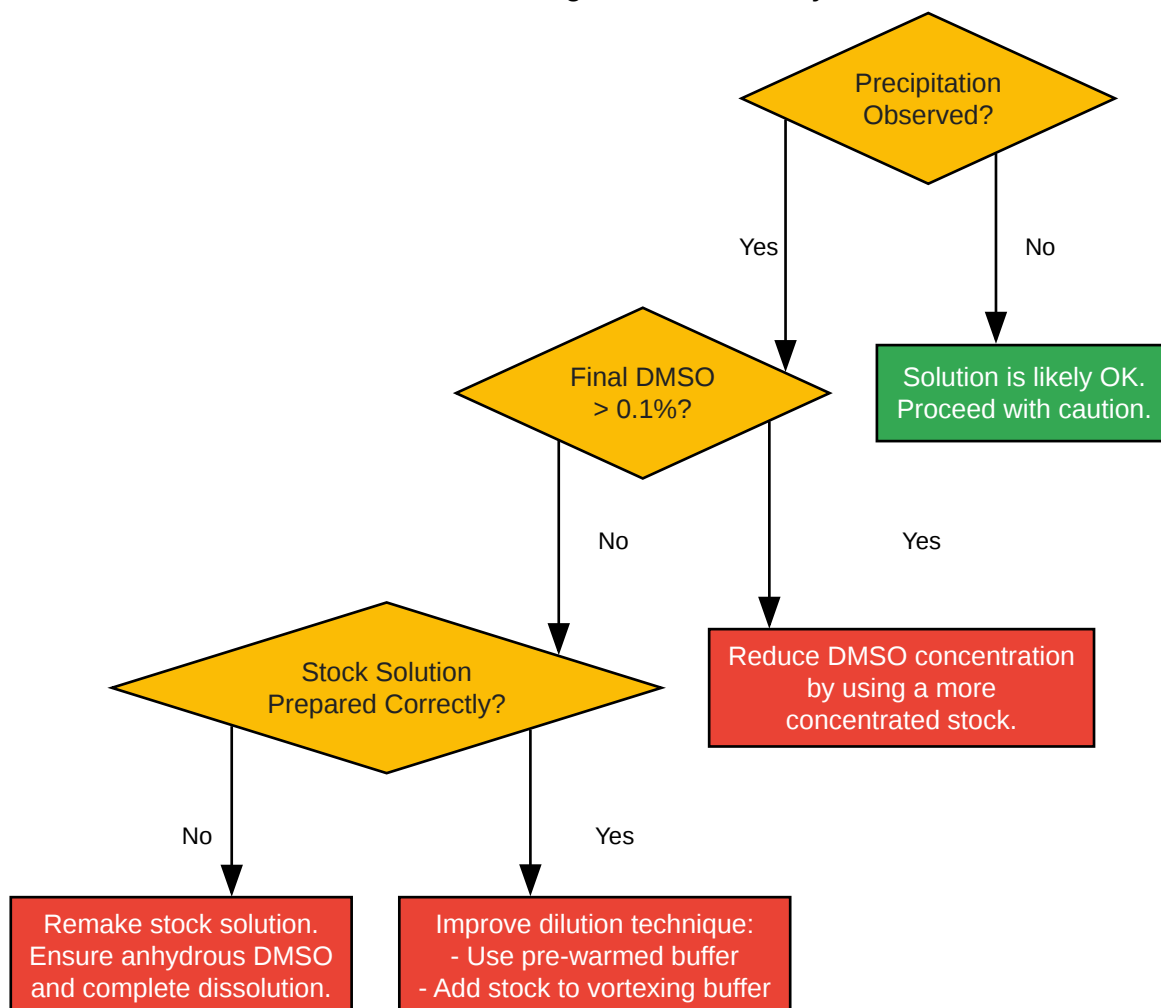 Precipitation
Observed?
Yes
No
Final DMSO
> 0.1%?
Solution is likely OK.
Proceed with caution.
No
Yes
Stock Solution
Prepared Correctly?
Reduce DMSO concentration
by using a more
concentrated stock.
No
Yes
Remake stock solution.
Ensure anhydrous DMSO
and complete dissolution.
Improve dilution technique:
- Use pre-warmed buffer
- Add stock to vortexing buffer